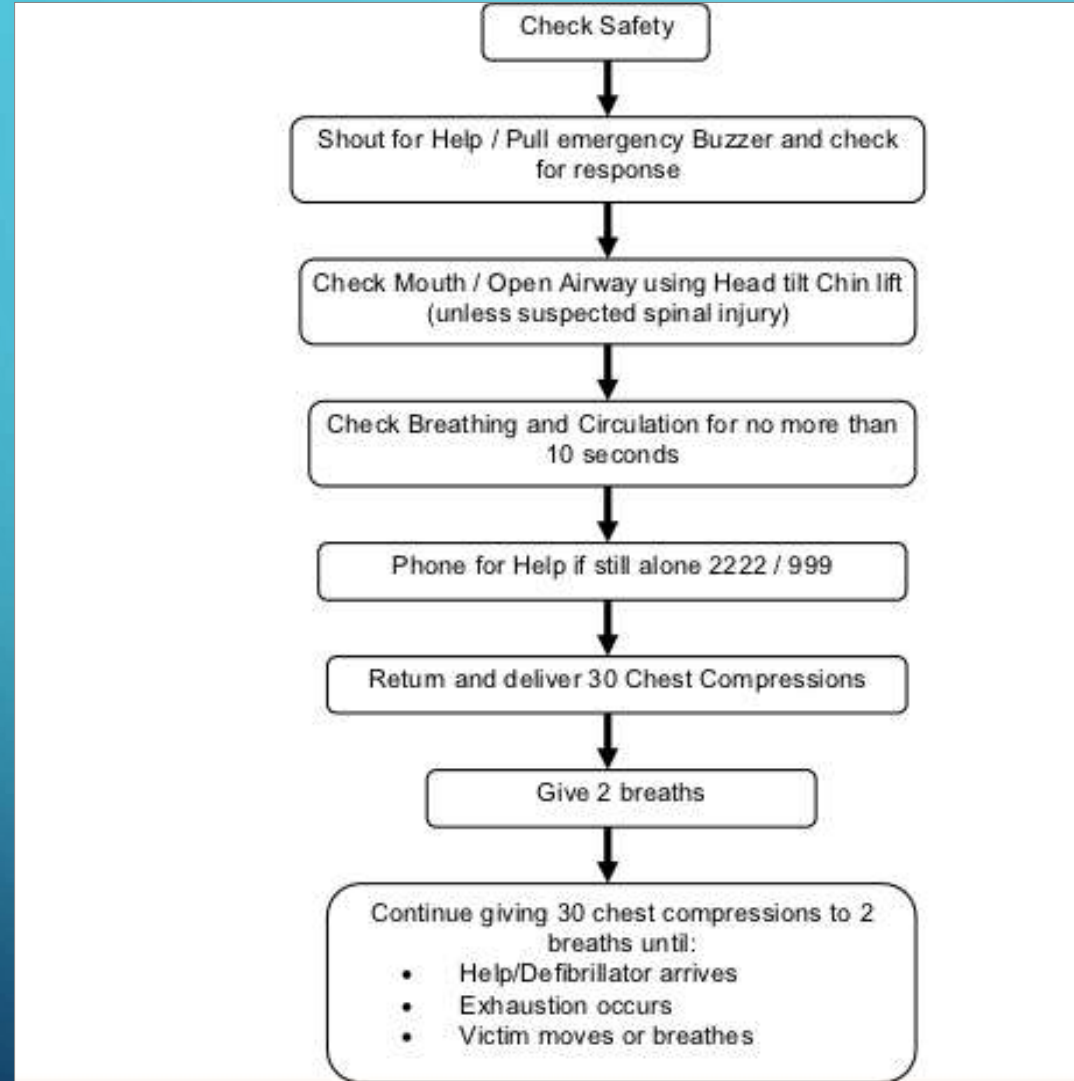 Check Safety
Shout for Help / Pull emergency Buzzer and check
for response
Check Mouth / Open Airway using Head tilt Chin lift
(unless suspected spinal injury)
Check Breathing and Circulation for no more than
10 seconds
Phone for Help if still alone 2222 / 999
Return and deliver 30 Chest Compressions
Give 2 breaths
Continue giving 30 chest compressions to 2
breaths until:
• Help/Defibrillator arrives
• Exhaustion occurs
• Victim moves or breathes